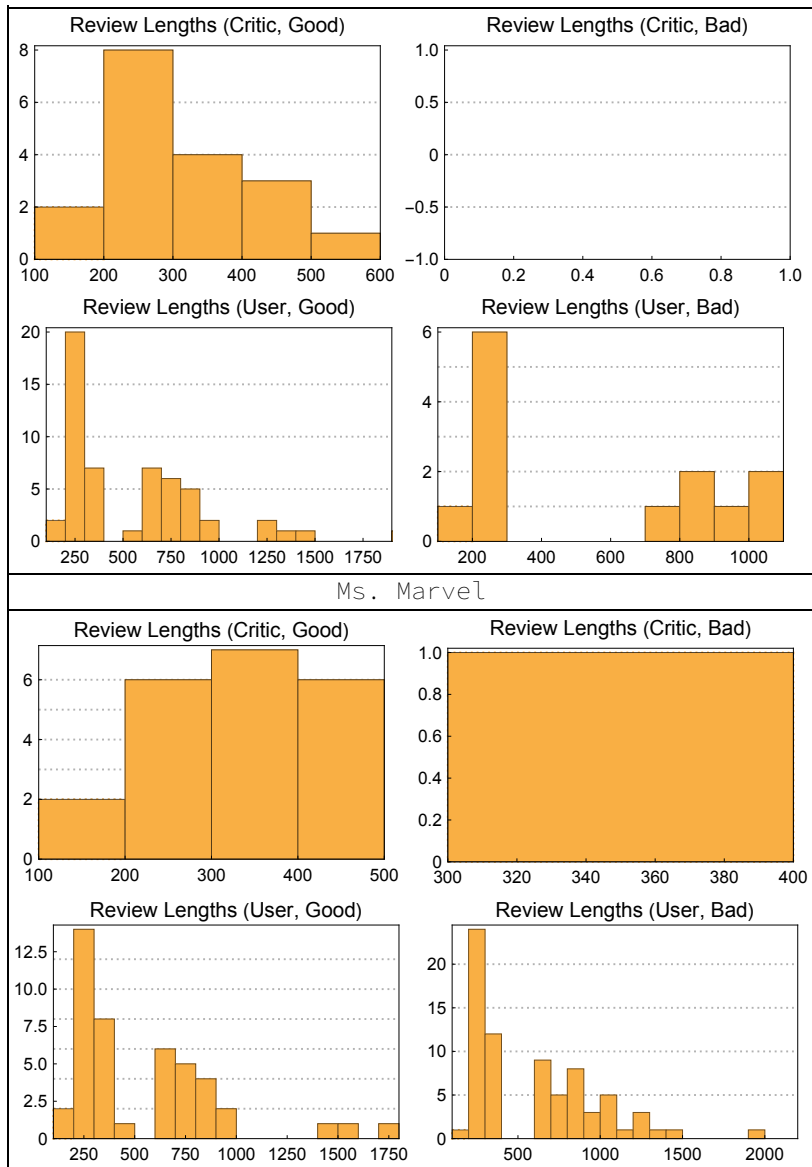 Review Lengths (Critic, Good)
8
6
4
2
0
100 200 300 400 500 600
Review Lengths (Critic, Bad)
1.0
0.5
0
−0.5
−1.0
0 0.2 0.4 0.6 0.8 1.0
Review Lengths (User, Good)
20
15
10
5
0
250 500 750 1000 1250 1500 1750
Review Lengths (User, Bad)
6
4
2
0
200 400 600 800 1000
Ms. Marvel
Review Lengths (Critic, Good)
6
4
2
0
100 200 300 400 500
Review Lengths (Critic, Bad)
1.0
0.8
0.6
0.4
0.2
0
300 320 340 360 380 400
Review Lengths (User, Good)
12.5
10.0
7.5
5.0
2.5
0
250 500 750 1000 1250 1500 1750
Review Lengths (User, Bad)
20
15
10
5
0
500 1000 1500 2000